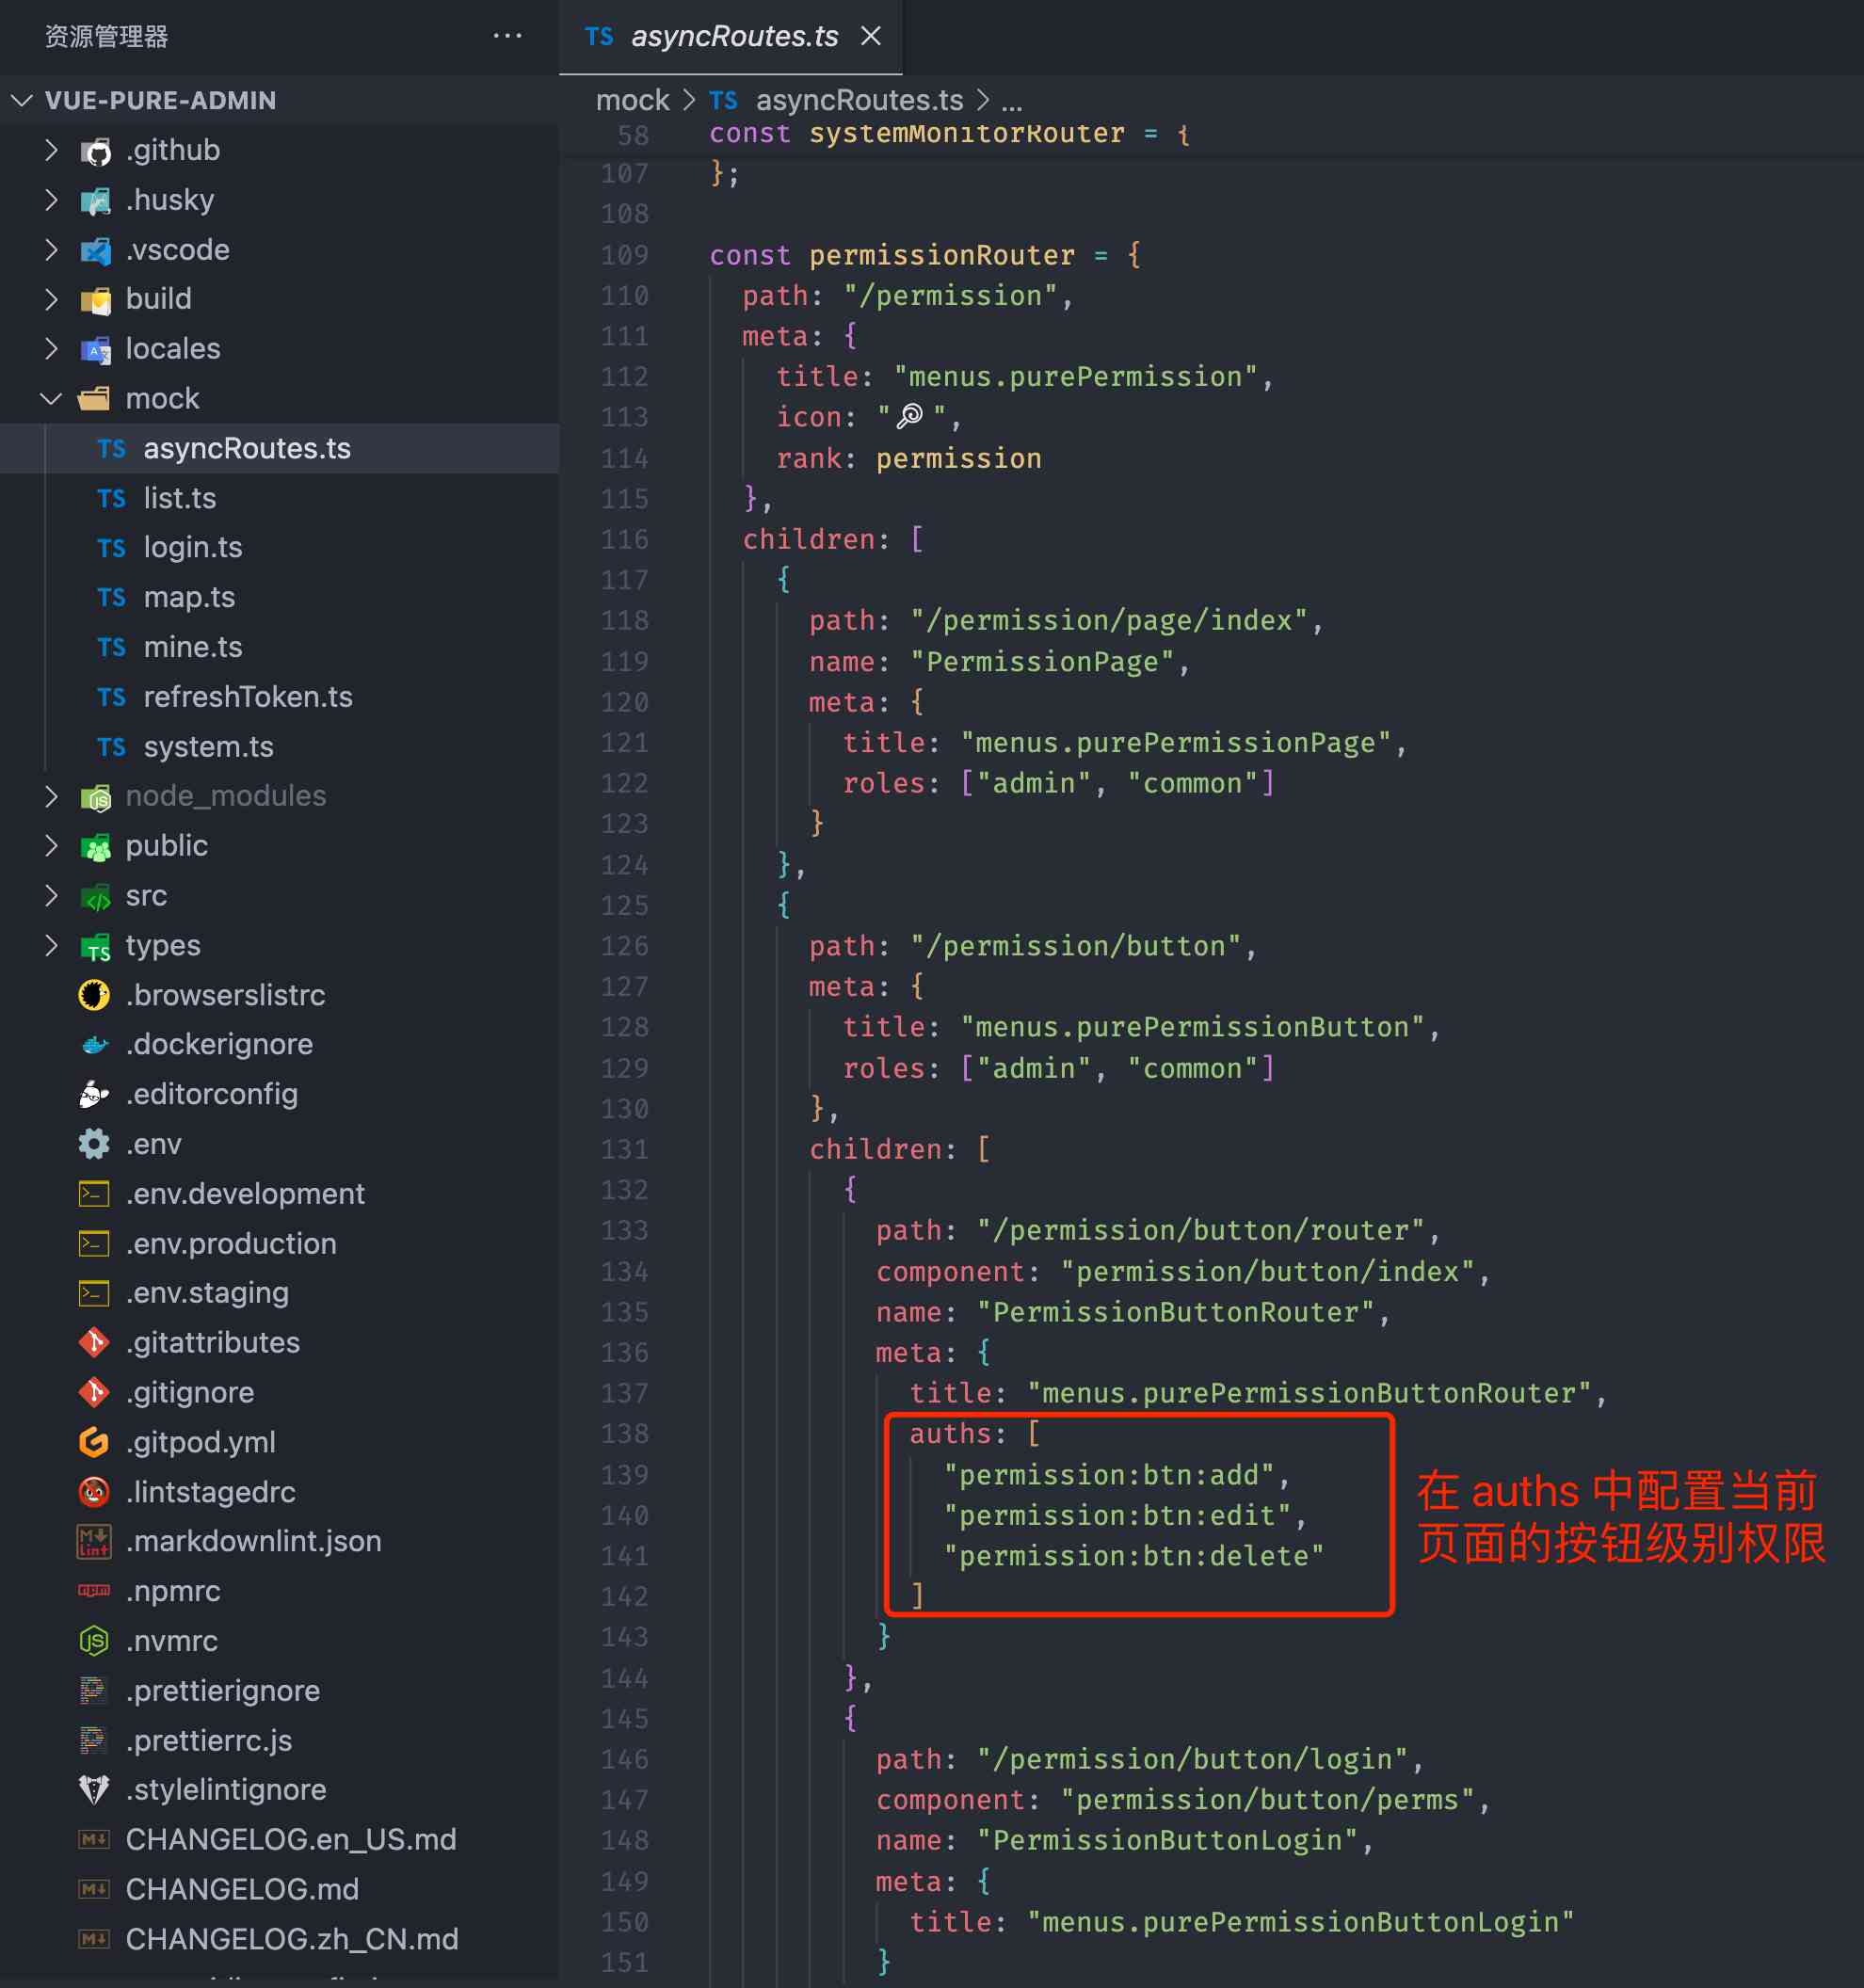 资源管理器
VUE-PURE-ADMIN
.github
.husky
.vscode
build
locales
mock
TS asyncRoutes.ts
TS list.ts
TS login.ts
TS map.ts
TS mine.ts
TS refreshToken.ts
TS system.ts
node_modules
public
src
types
.browserslistrc
.dockerignore
.editorconfig
.env
.env.development
.env.production
.env.staging
.gitattributes
.gitignore
.gitpod.yml
.lintstagedrc
.markdownlint.json
.npmrc
.nvmrc
.prettierignore
.prettierrc.js
.stylelintignore
CHANGELOG.en_US.md
CHANGELOG.md
CHANGELOG.zh_CN.md
TS asyncRoutes.ts
mock > TS asyncRoutes.ts > ...
58 const systemMonitorRouter = {
107 };
108
109 const permissionRouter = {
110 path: "/permission",
111 meta: {
112 title: "menus.purePermission",
113 icon: " ",
114 rank: permission
115 },
116 children: [
117 {
118 path: "/permission/page/index",
119 name: "PermissionPage",
120 meta: {
121 title: "menus.purePermissionPage",
122 roles: ["admin", "common"]
123 }
124 },
125 {
126 path: "/permission/button",
127 meta: {
128 title: "menus.purePermissionButton",
129 roles: ["admin", "common"]
130 },
131 children: [
132 {
133 path: "/permission/button/router",
134 component: "permission/button/index",
135 name: "PermissionButtonRouter",
136 meta: {
137 title: "menus.purePermissionButtonRouter",
138 auths: [
139 "permission:btn:add",
140 "permission:btn:edit",
141 "permission:btn:delete"
142 ]
143 }
144 },
145 {
146 path: "/permission/button/login",
147 component: "permission/button/perms",
148 name: "PermissionButtonLogin",
149 meta: {
150 title: "menus.purePermissionButtonLogin"
151 }
在 auths 中配置当前
页面的按钮级别权限